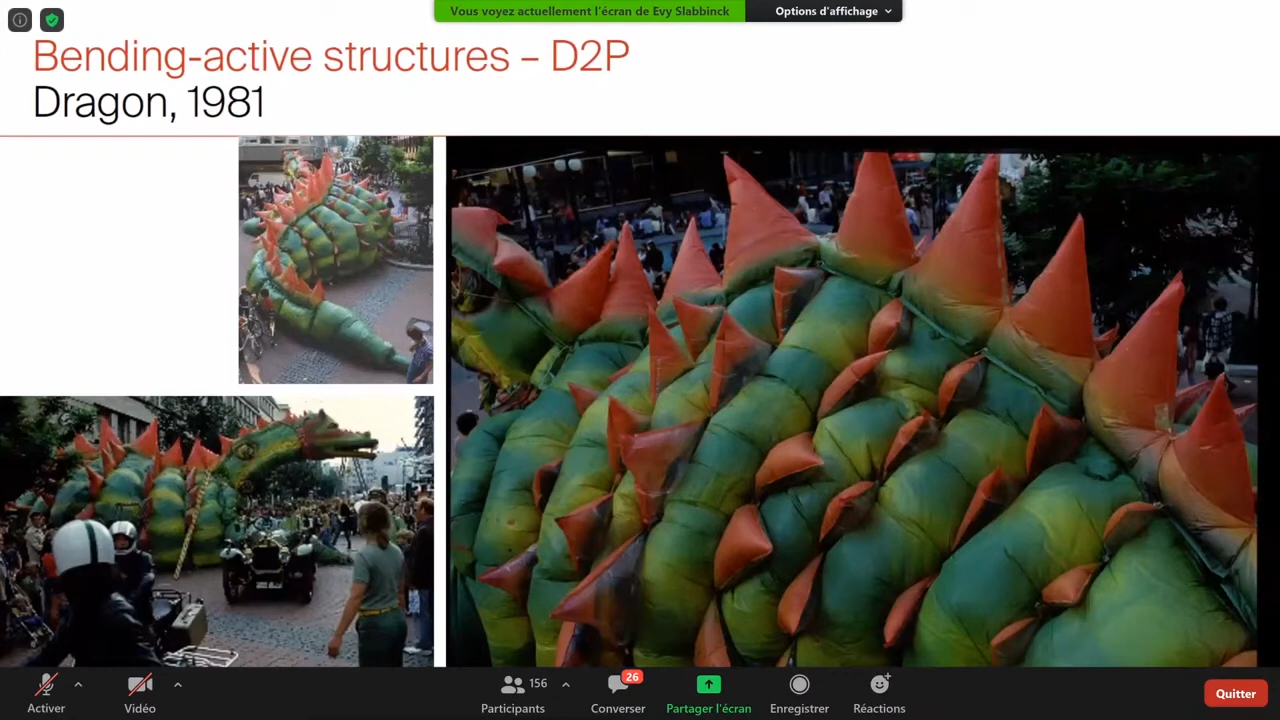 Vous voyez actuellement l'écran de Evy Slabbinck
Options d'affichage
Bending-active structures – D2P
Dragon, 1981
Activer
Vidéo
156
Participants
26
Converser
Partager l'écran
Enregistrer
Réactions
Quitter